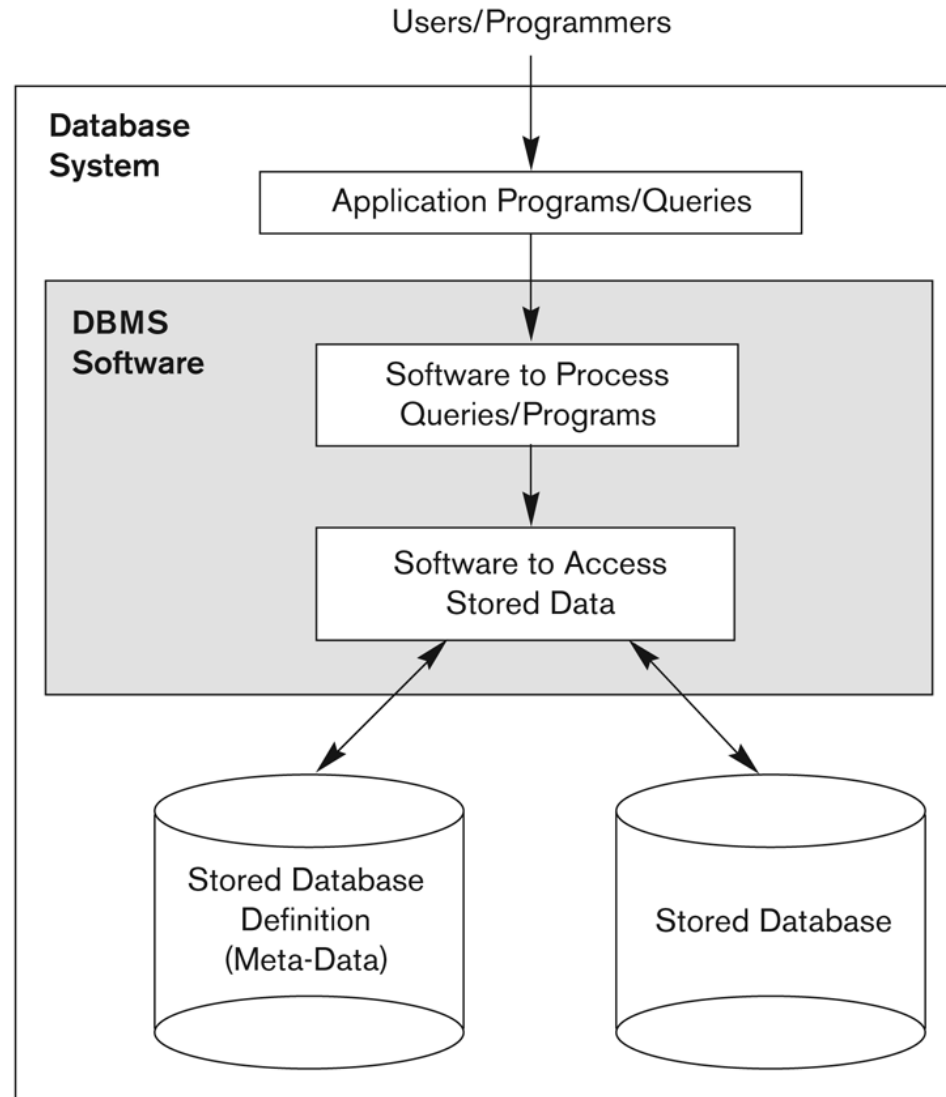 Users/Programmers
Database
System
Application Programs/Queries
DBMS
Software
Software to Process
Queries/Programs
Software to Access
Stored Data
Stored Database
Definition
(Meta-Data)
Stored Database